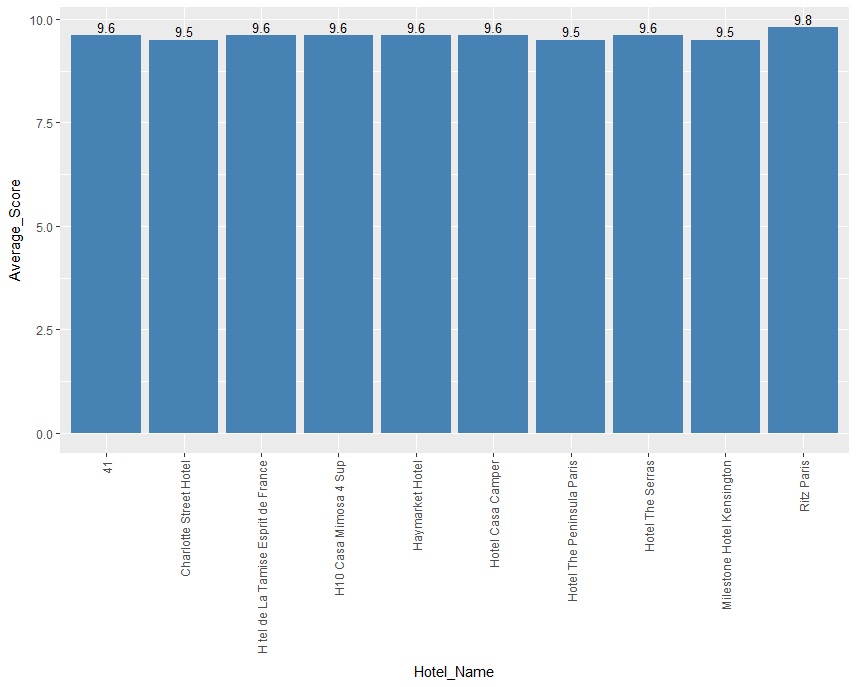 10.0
7.5
5.0
2.5
0.0
Average_Score
9.6
9.5
9.6
9.6
9.6
9.6
9.5
9.6
9.5
9.8
41
Charlotte Street Hotel
H tel de La Tamise Esprit de France
H10 Casa Mimosa 4 Sup
Haymarket Hotel
Hotel Casa Camper
Hotel The Peninsula Paris
Hotel The Serras
Milestone Hotel Kensington
Ritz Paris
Hotel_Name